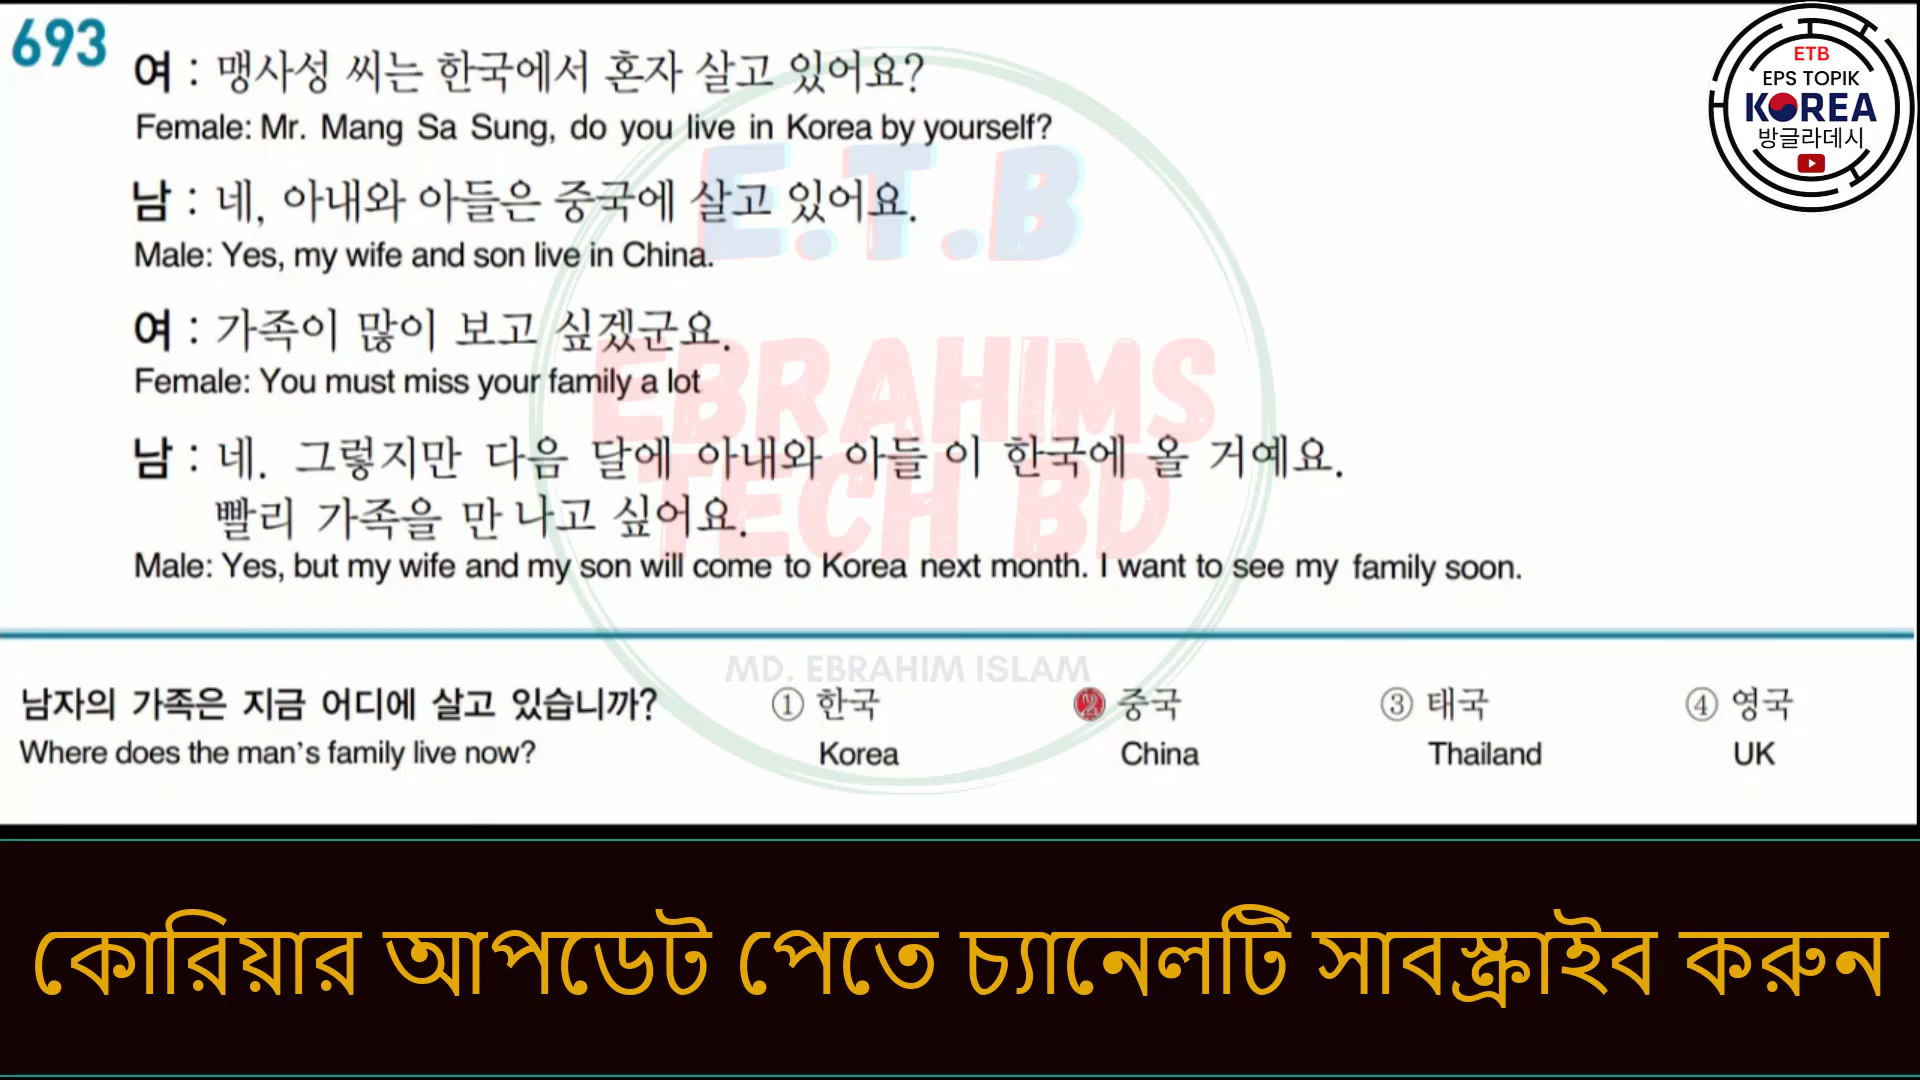 693
여 : 맹사성 씨는 한국에서 혼자 살고 있어요?
Female: Mr. Mang Sa Sung, do you live in Korea by yourself?
남 : 네, 아내와 아들은 중국에 살고 있어요.
Male: Yes, my wife and son live in China.
여 : 가족이 많이 보고 싶겠군요.
Female: You must miss your family a lot
남 : 네. 그렇지만 다음 달에 아내와 아들 이 한국에 올 거예요.
빨리 가족을 만 나고 싶어요.
Male: Yes, but my wife and my son will come to Korea next month. I want to see my family soon.
ETB
EPS TOPIK
KOREA
방글라데시
E.T.B
EBRAHIMS
TECH BD
MD. EBRAHIM ISLAM
남자의 가족은 지금 어디에 살고 있습니까? ① 한국 ② 중국 ③ 태국 ④ 영국
Where does the man's family live now? Korea China Thailand UK
কোরিয়ার আপডেট পেতে চ্যানেলটি সাবস্ক্রাইব করুন